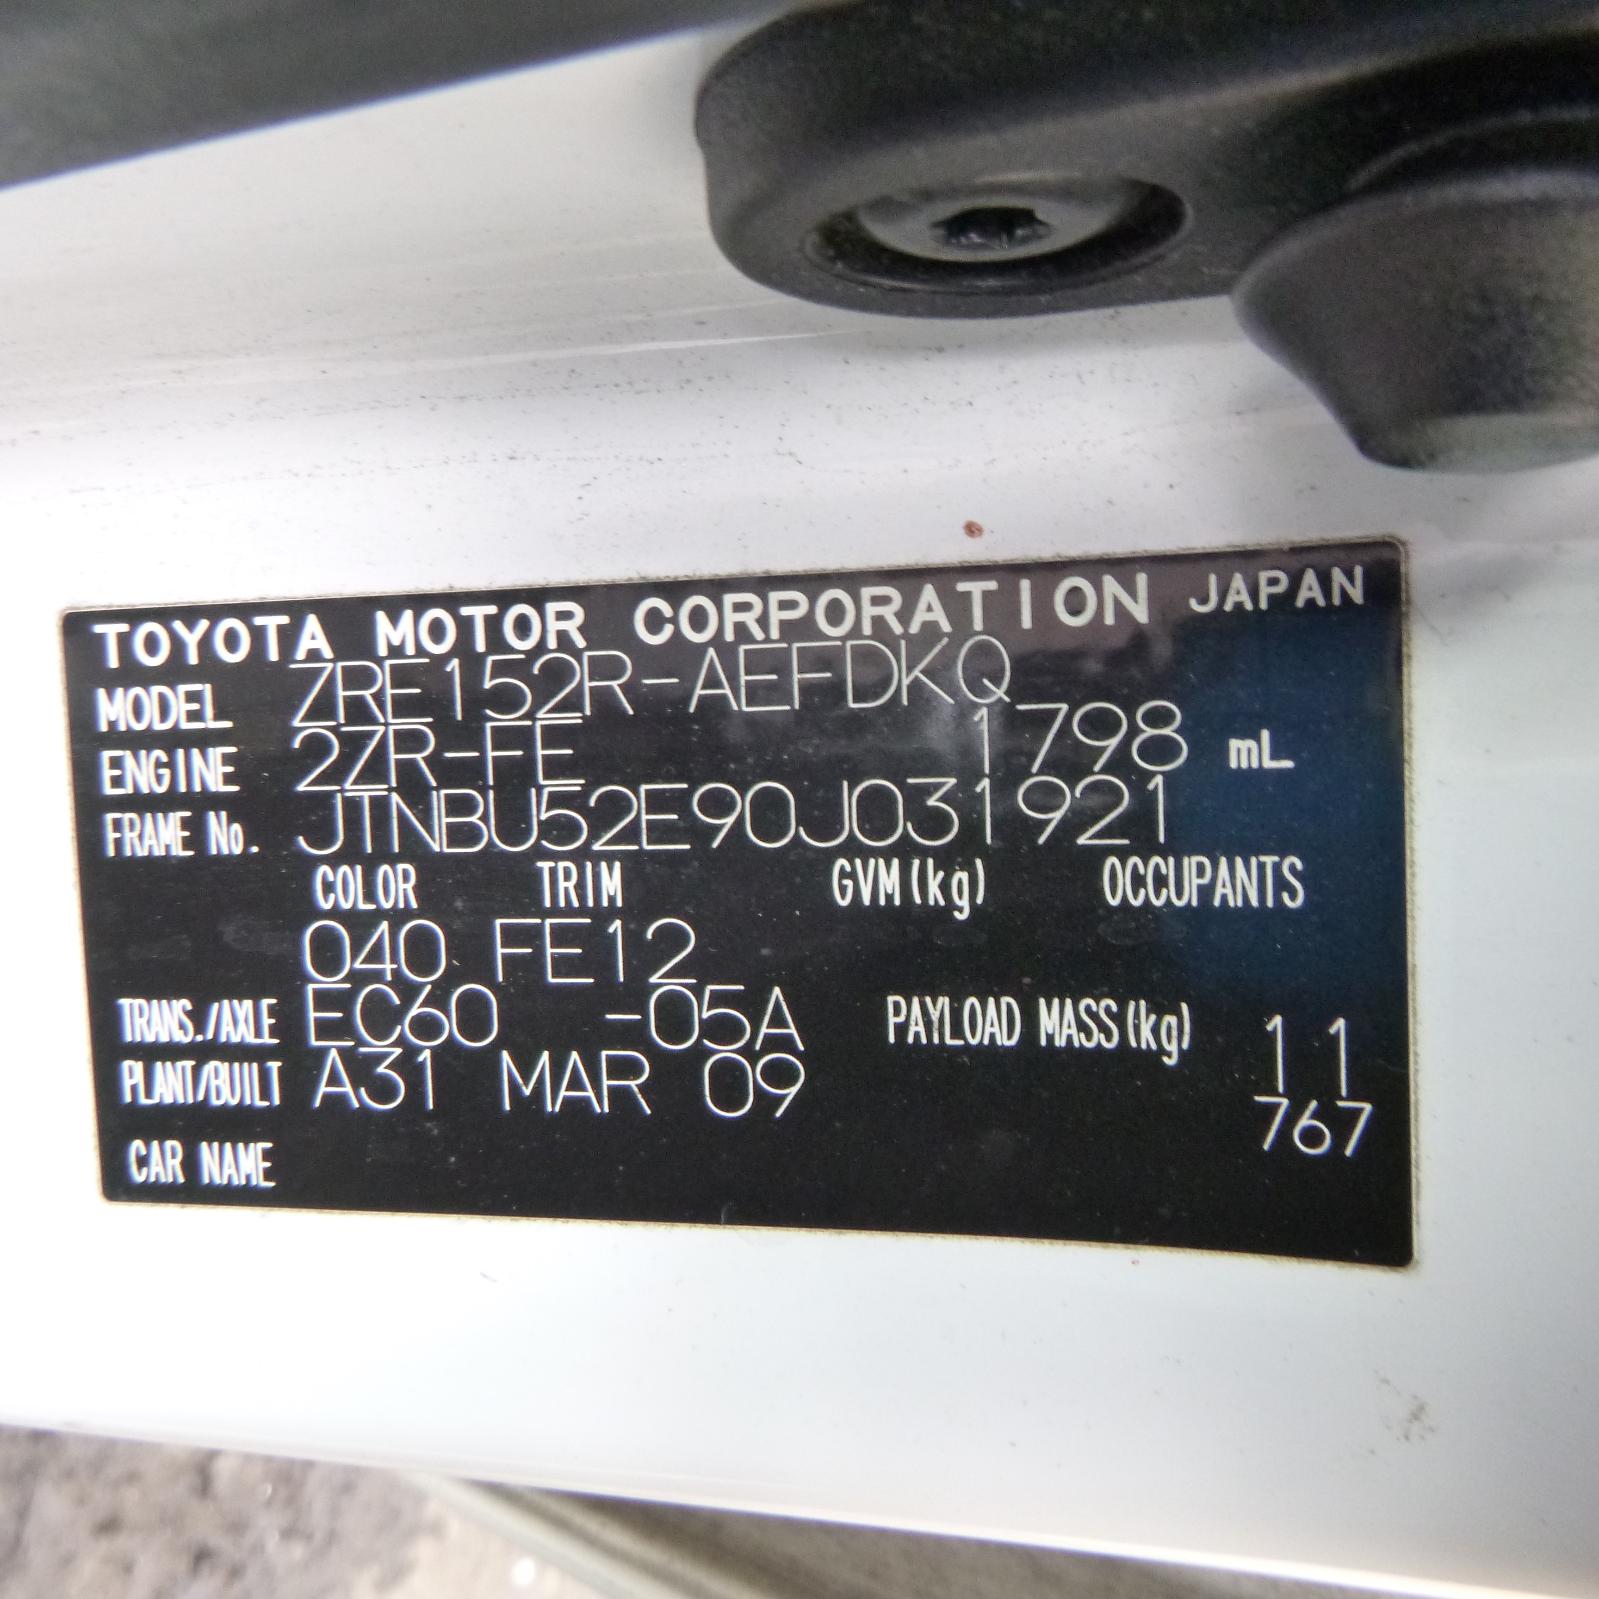 TOYOTA MOTOR CORPORATION JAPAN
MODEL ZRE152R-AEFDKQ
ENGINE 2ZR-FE 1798 mL
FRAME No. JTNBU52E90J031921
COLOR TRIM GVM(kg) OCCUPANTS
040 FE12
TRANS./AXLE EC60 -05A PAYLOAD MASS(kg) 11
PLANT/BUILT A31 MAR 09 767
CAR NAME